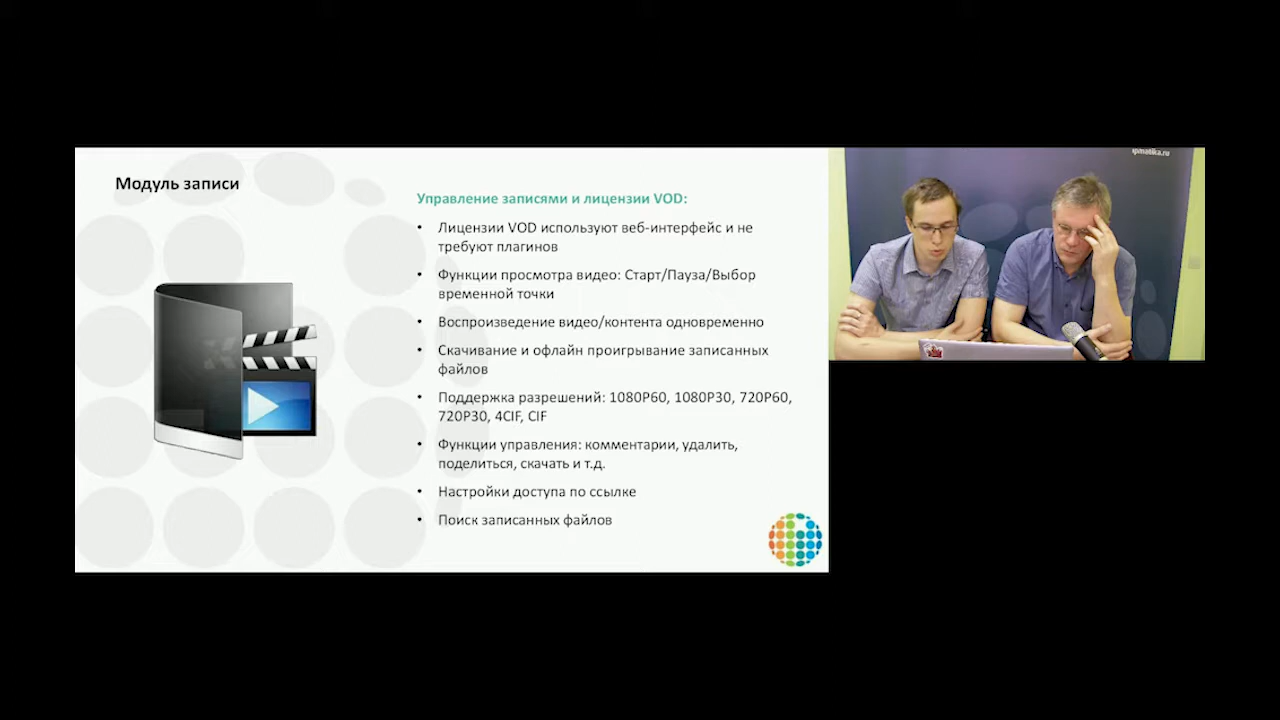 Модуль записи
Управление записями и лицензии VOD:
• Лицензии VOD используют веб-интерфейс и не
требуют плагинов
• Функции просмотра видео: Старт/Пауза/Выбор
временной точки
• Воспроизведение видео/контента одновременно
• Скачивание и офлайн проигрывание записанных
файлов
• Поддержка разрешений: 1080P60, 1080P30, 720P60,
720P30, 4CIF, CIF
• Функции управления: комментарии, удалить,
поделиться, скачать и т.д.
• Настройки доступа по ссылке
• Поиск записанных файлов
ipmatika.ru